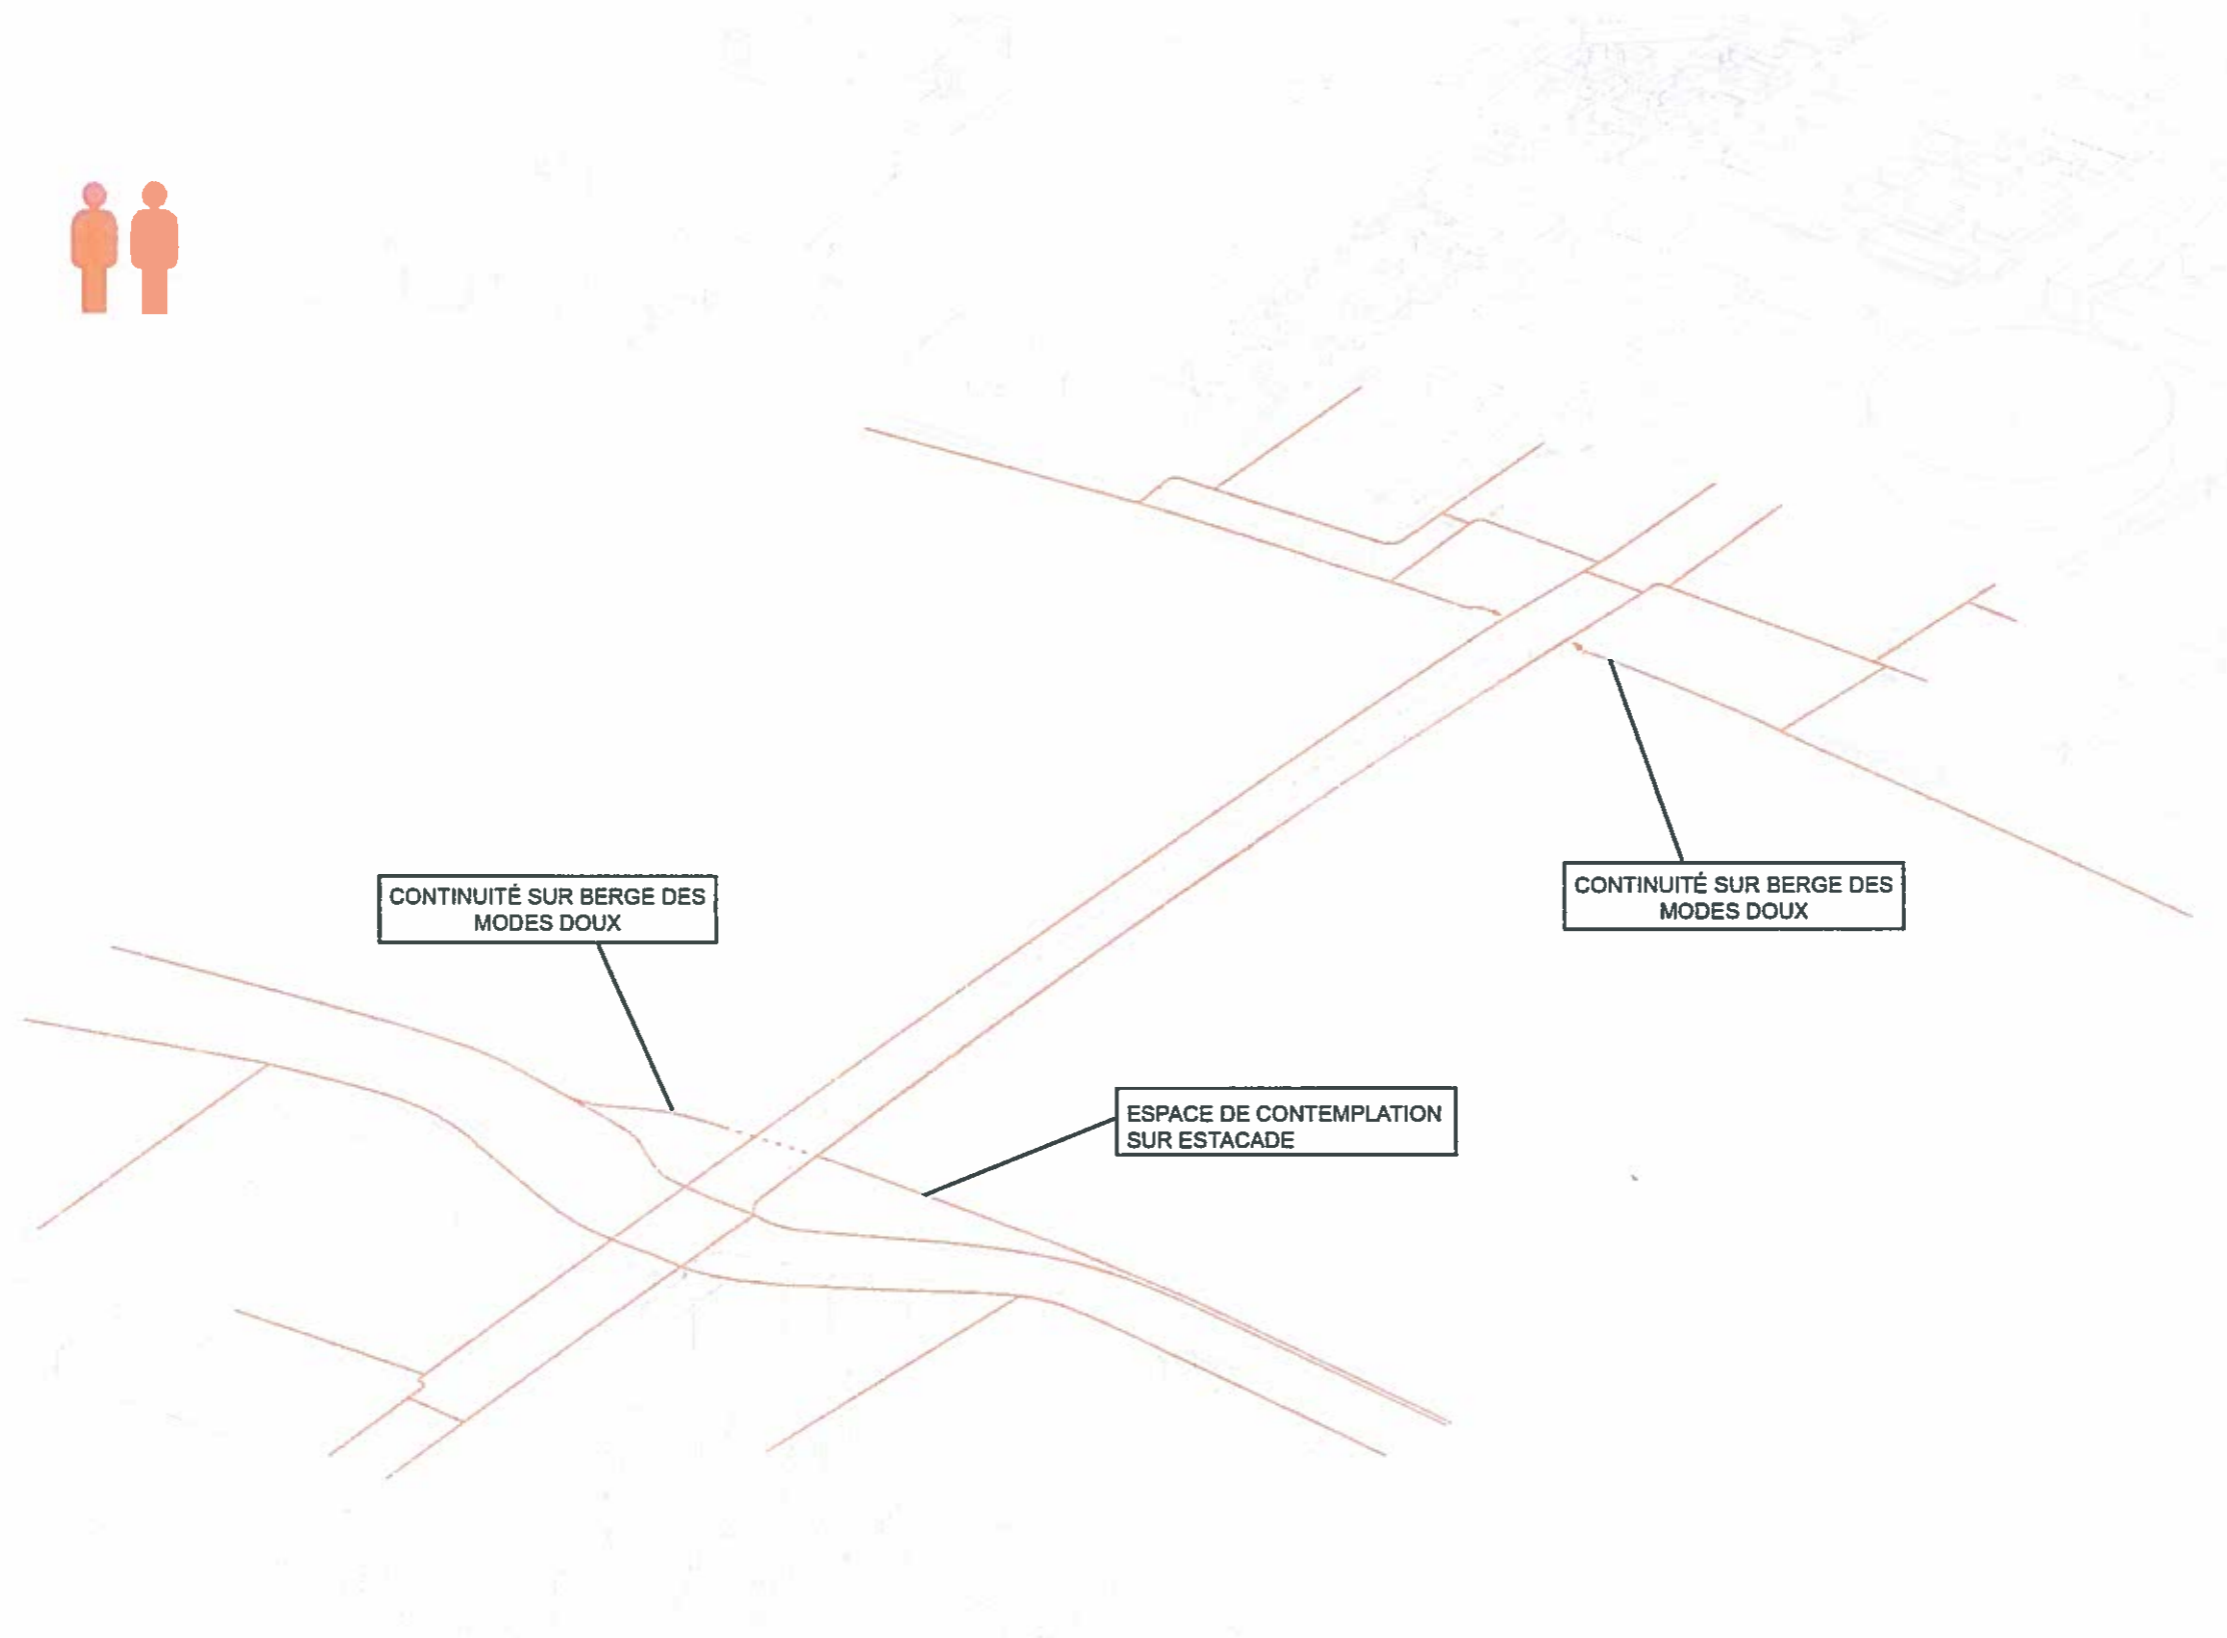 CONTINUITÉ SUR BERGE DES
MODES DOUX
CONTINUITÉ SUR BERGE DES
MODES DOUX
ESPACE DE CONTEMPLATION
SUR ESTACADE